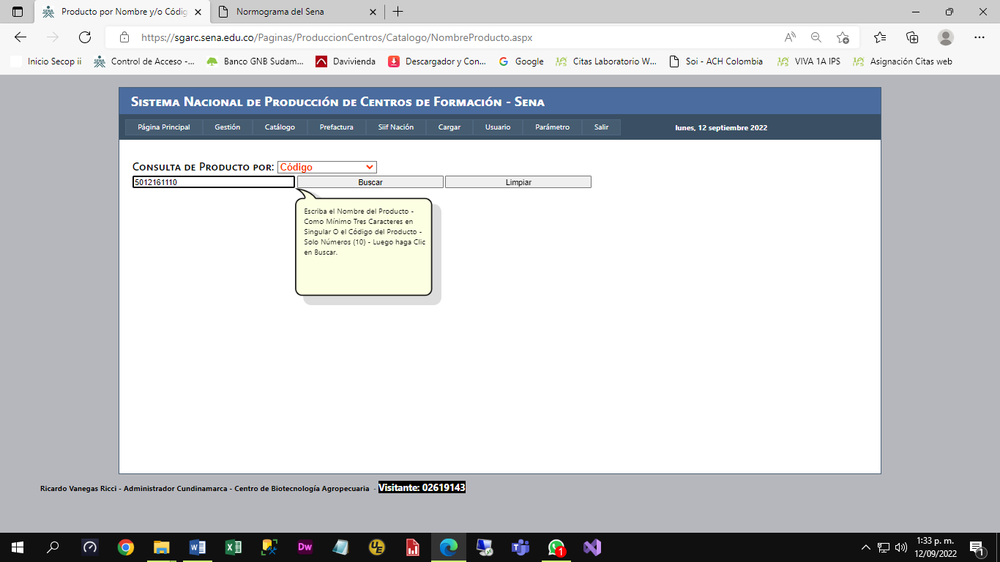 Producto por Nombre y/o Códig
Normograma del Sena
https://sgarc.sena.edu.co/Paginas/ProduccionCentros/Catalogo/NombreProducto.aspx
Inicio Secop ii
Control de Acceso -...
Banco GNB Sudam...
Davivienda
Descargador y Con...
Google
Citas Laboratorio W...
Soi - ACH Colombia
VIVA 1A IPS
Asignación Citas web
Sistema Nacional de Producción de Centros de Formación - Sena
Página Principal
Gestión
Catálogo
Prefactura
Siif Nación
Cargar
Usuario
Parámetro
Salir
lunes, 12 septiembre 2022
Consulta de Producto por: Código
5012161110
Buscar
Limpiar
Escriba el Nombre del Producto -
Como Mínimo Tres Caracteres en
Singular O el Código del Producto -
Solo Números (10) - Luego haga Clic
en Buscar.
Ricardo Vanegas Ricci - Administrador Cundinamarca - Centro de Biotecnología Agropecuaria - Visitante: 02619143
1:33 p. m.
12/09/2022